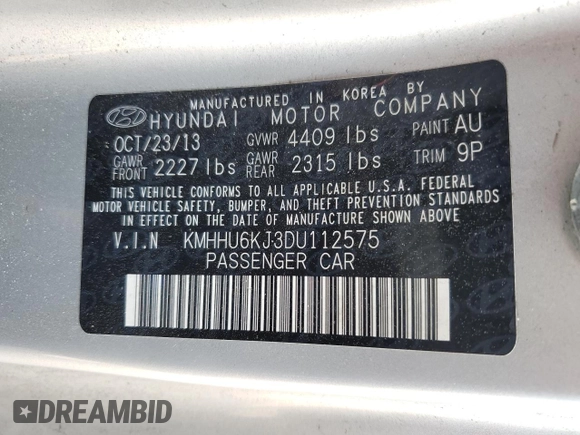 MANUFACTURED IN KOREA BY
HYUNDAI MOTOR COMPANY
OCT/23/13 GVWR 4409 lbs PAINT AU
GAWR FRONT 2227 lbs GAWR REAR 2315 lbs TRIM 9P
THIS VEHICLE CONFORMS TO ALL APPLICABLE U.S.A. FEDERAL
MOTOR VEHICLE SAFETY, BUMPER, AND THEFT PREVENTION STANDARDS
IN EFFECT ON THE DATE OF MANUFACTURE SHOWN ABOVE.
V.I.N KMHHU6KJ3DU112575
PASSENGER CAR
DREAMBID